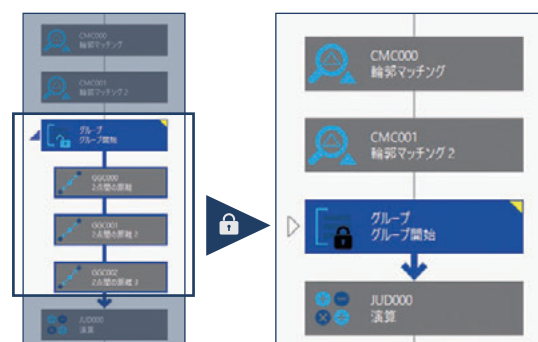 CMC000
輪郭マッチング
CMC001
輪郭マッチング 2
グループ
グループ開始
GGC000
2点間の距離
GGC001
2点間の距離 2
GGC002
2点間の距離 3
JUD000
演算
CMC000
輪郭マッチング
CMC001
輪郭マッチング 2
グループ
グループ開始
JUD000
演算